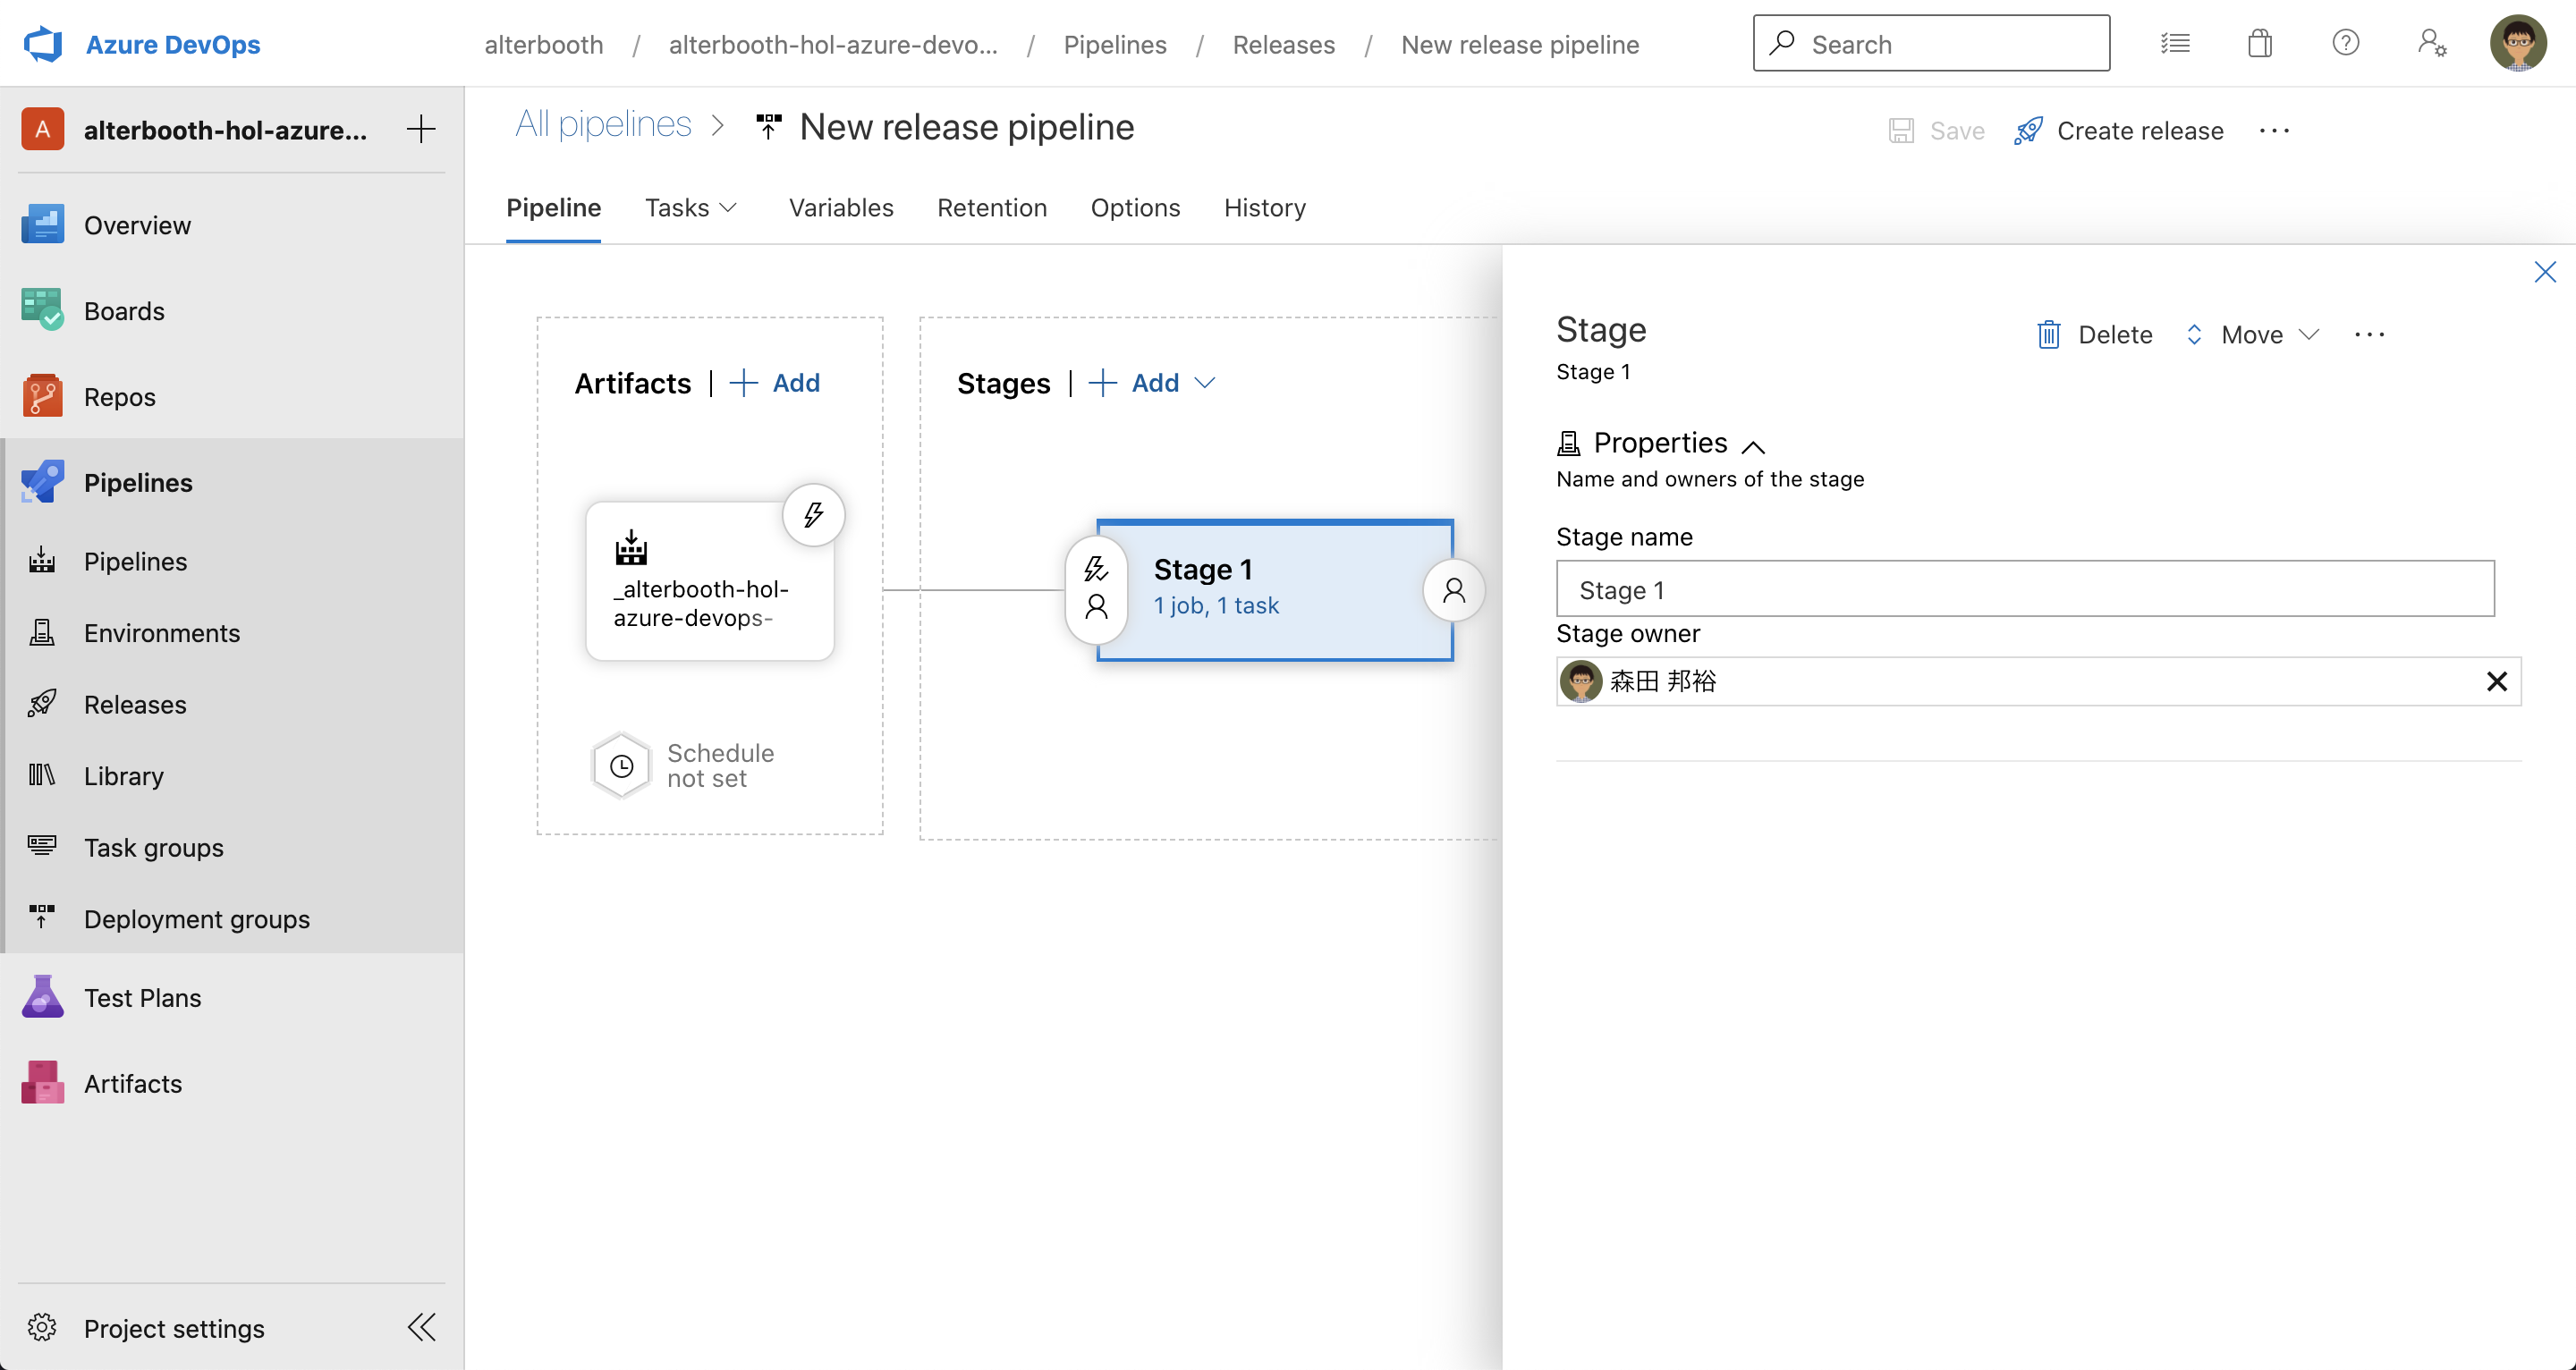 Azure DevOps
alterbooth / alterbooth-hol-azure-devo... / Pipelines / Releases / New release pipeline
Search
A alterbooth-hol-azure...
Overview
Boards
Repos
Pipelines
Pipelines
Environments
Releases
Library
Task groups
Deployment groups
Test Plans
Artifacts
Project settings
All pipelines > New release pipeline
Save Create release ...
Pipeline Tasks Variables Retention Options History
Artifacts | + Add
_alterbooth-hol-
azure-devops-
Schedule
not set
Stages | + Add
Stage 1
1 job, 1 task
Stage
Delete Move ...
Stage 1
Properties
Name and owners of the stage
Stage name
Stage 1
Stage owner
森田 邦裕